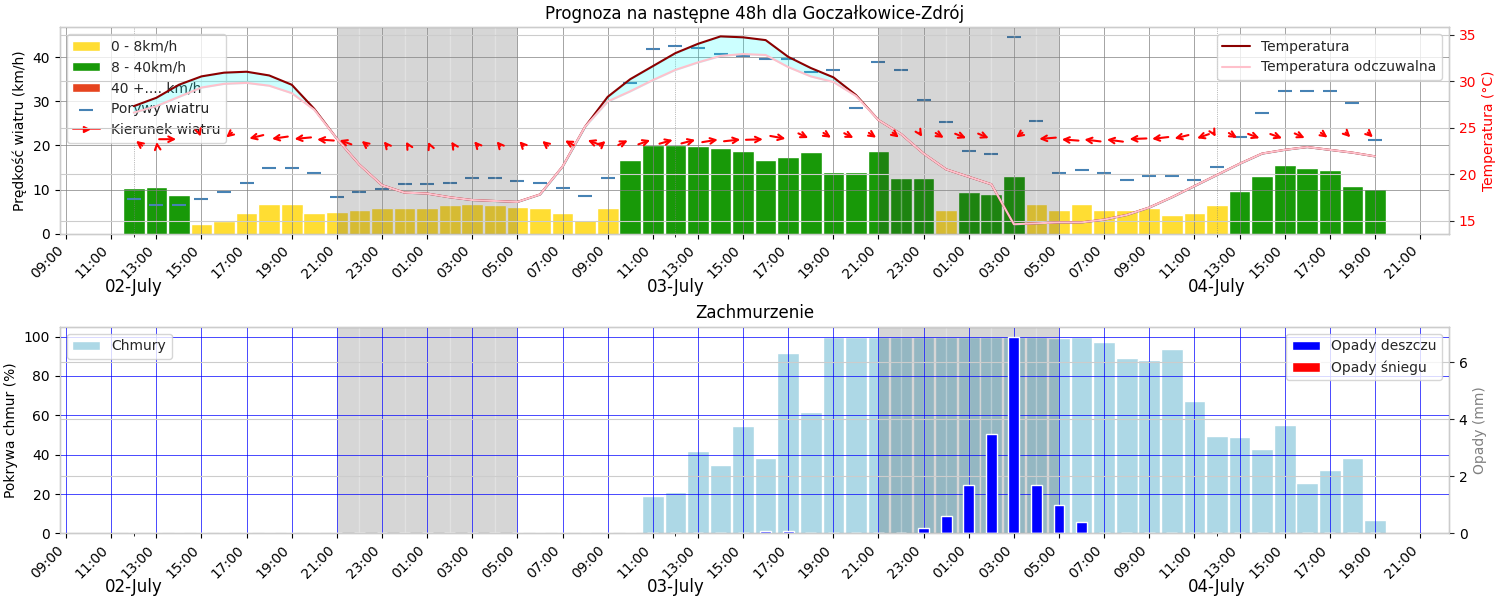 Prognoza na następne 48h dla Goczałkowice-Zdrój
Prędkość wiatru (km/h)
40
30
20
10
0
0 - 8km/h
8 - 40km/h
40 +.... km/h
Porywy wiatru
Kierunek wiatru
Temperatura
Temperatura odczuwalna
35
30
25
20
15
Temperatura (°C)
09:00 11:00 13:00 15:00 17:00 19:00 21:00 23:00 01:00 03:00 05:00 07:00 09:00 11:00 13:00 15:00 17:00 19:00 21:00 23:00 01:00 03:00 05:00 07:00 09:00 11:00 13:00 15:00 17:00 19:00 21:00
02-July 03-July 04-July
Zachmurzenie
Pokrywa chmur (%)
100
80
60
40
20
0
Chmury
Opady deszczu
Opady śniegu
6
4
2
0
Opady (mm)
09:00 11:00 13:00 15:00 17:00 19:00 21:00 23:00 01:00 03:00 05:00 07:00 09:00 11:00 13:00 15:00 17:00 19:00 21:00 23:00 01:00 03:00 05:00 07:00 09:00 11:00 13:00 15:00 17:00 19:00 21:00
02-July 03-July 04-July